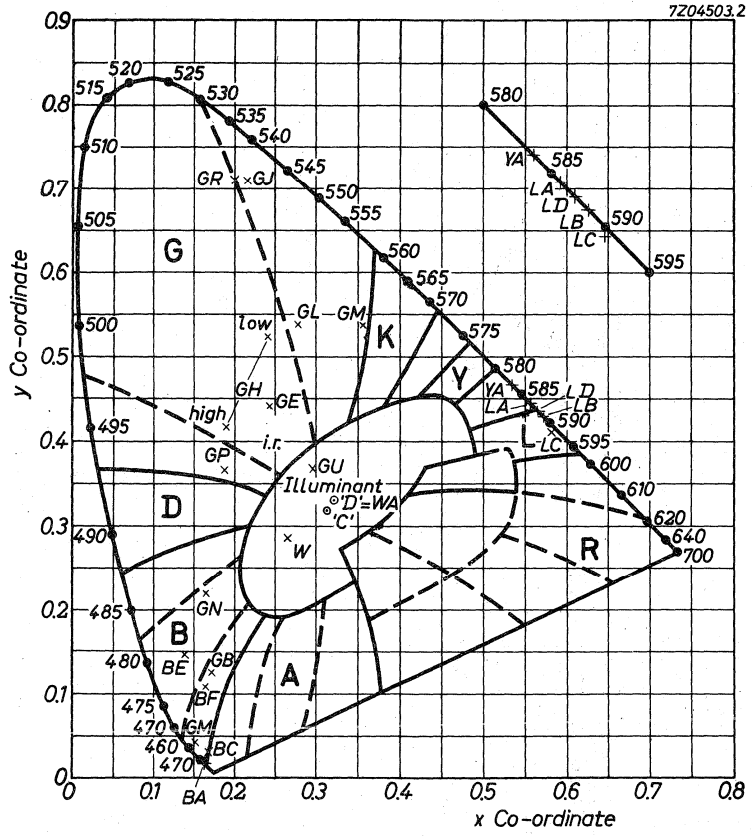 7Z04503.2
0.9
520
525
515
530
0.8
580
535
540
510
YA
585
545
0.7
GR
GJ
LA
550
LD
LB
590
505
555
LC
G
560
595
0.6
565
y Co-ordinate
570
GL
GM
low
K
575
500
0.5
580
Y
GH
YA
585
LD
GE
LA
LB
high
590
495
i.r.
L
LC
0.4
595
GP
GU
600
Illuminant
'D'=WA
610
D
'C'
0.3
620
490
W
640
R
700
GN
485
0.2
B
480
BE
GB
A
BF
0.1
475
470
GM
460
BC
470
0
BA
0
0.1
0.2
0.3
0.4
0.5
0.6
0.7
0.8
x Co-ordinate